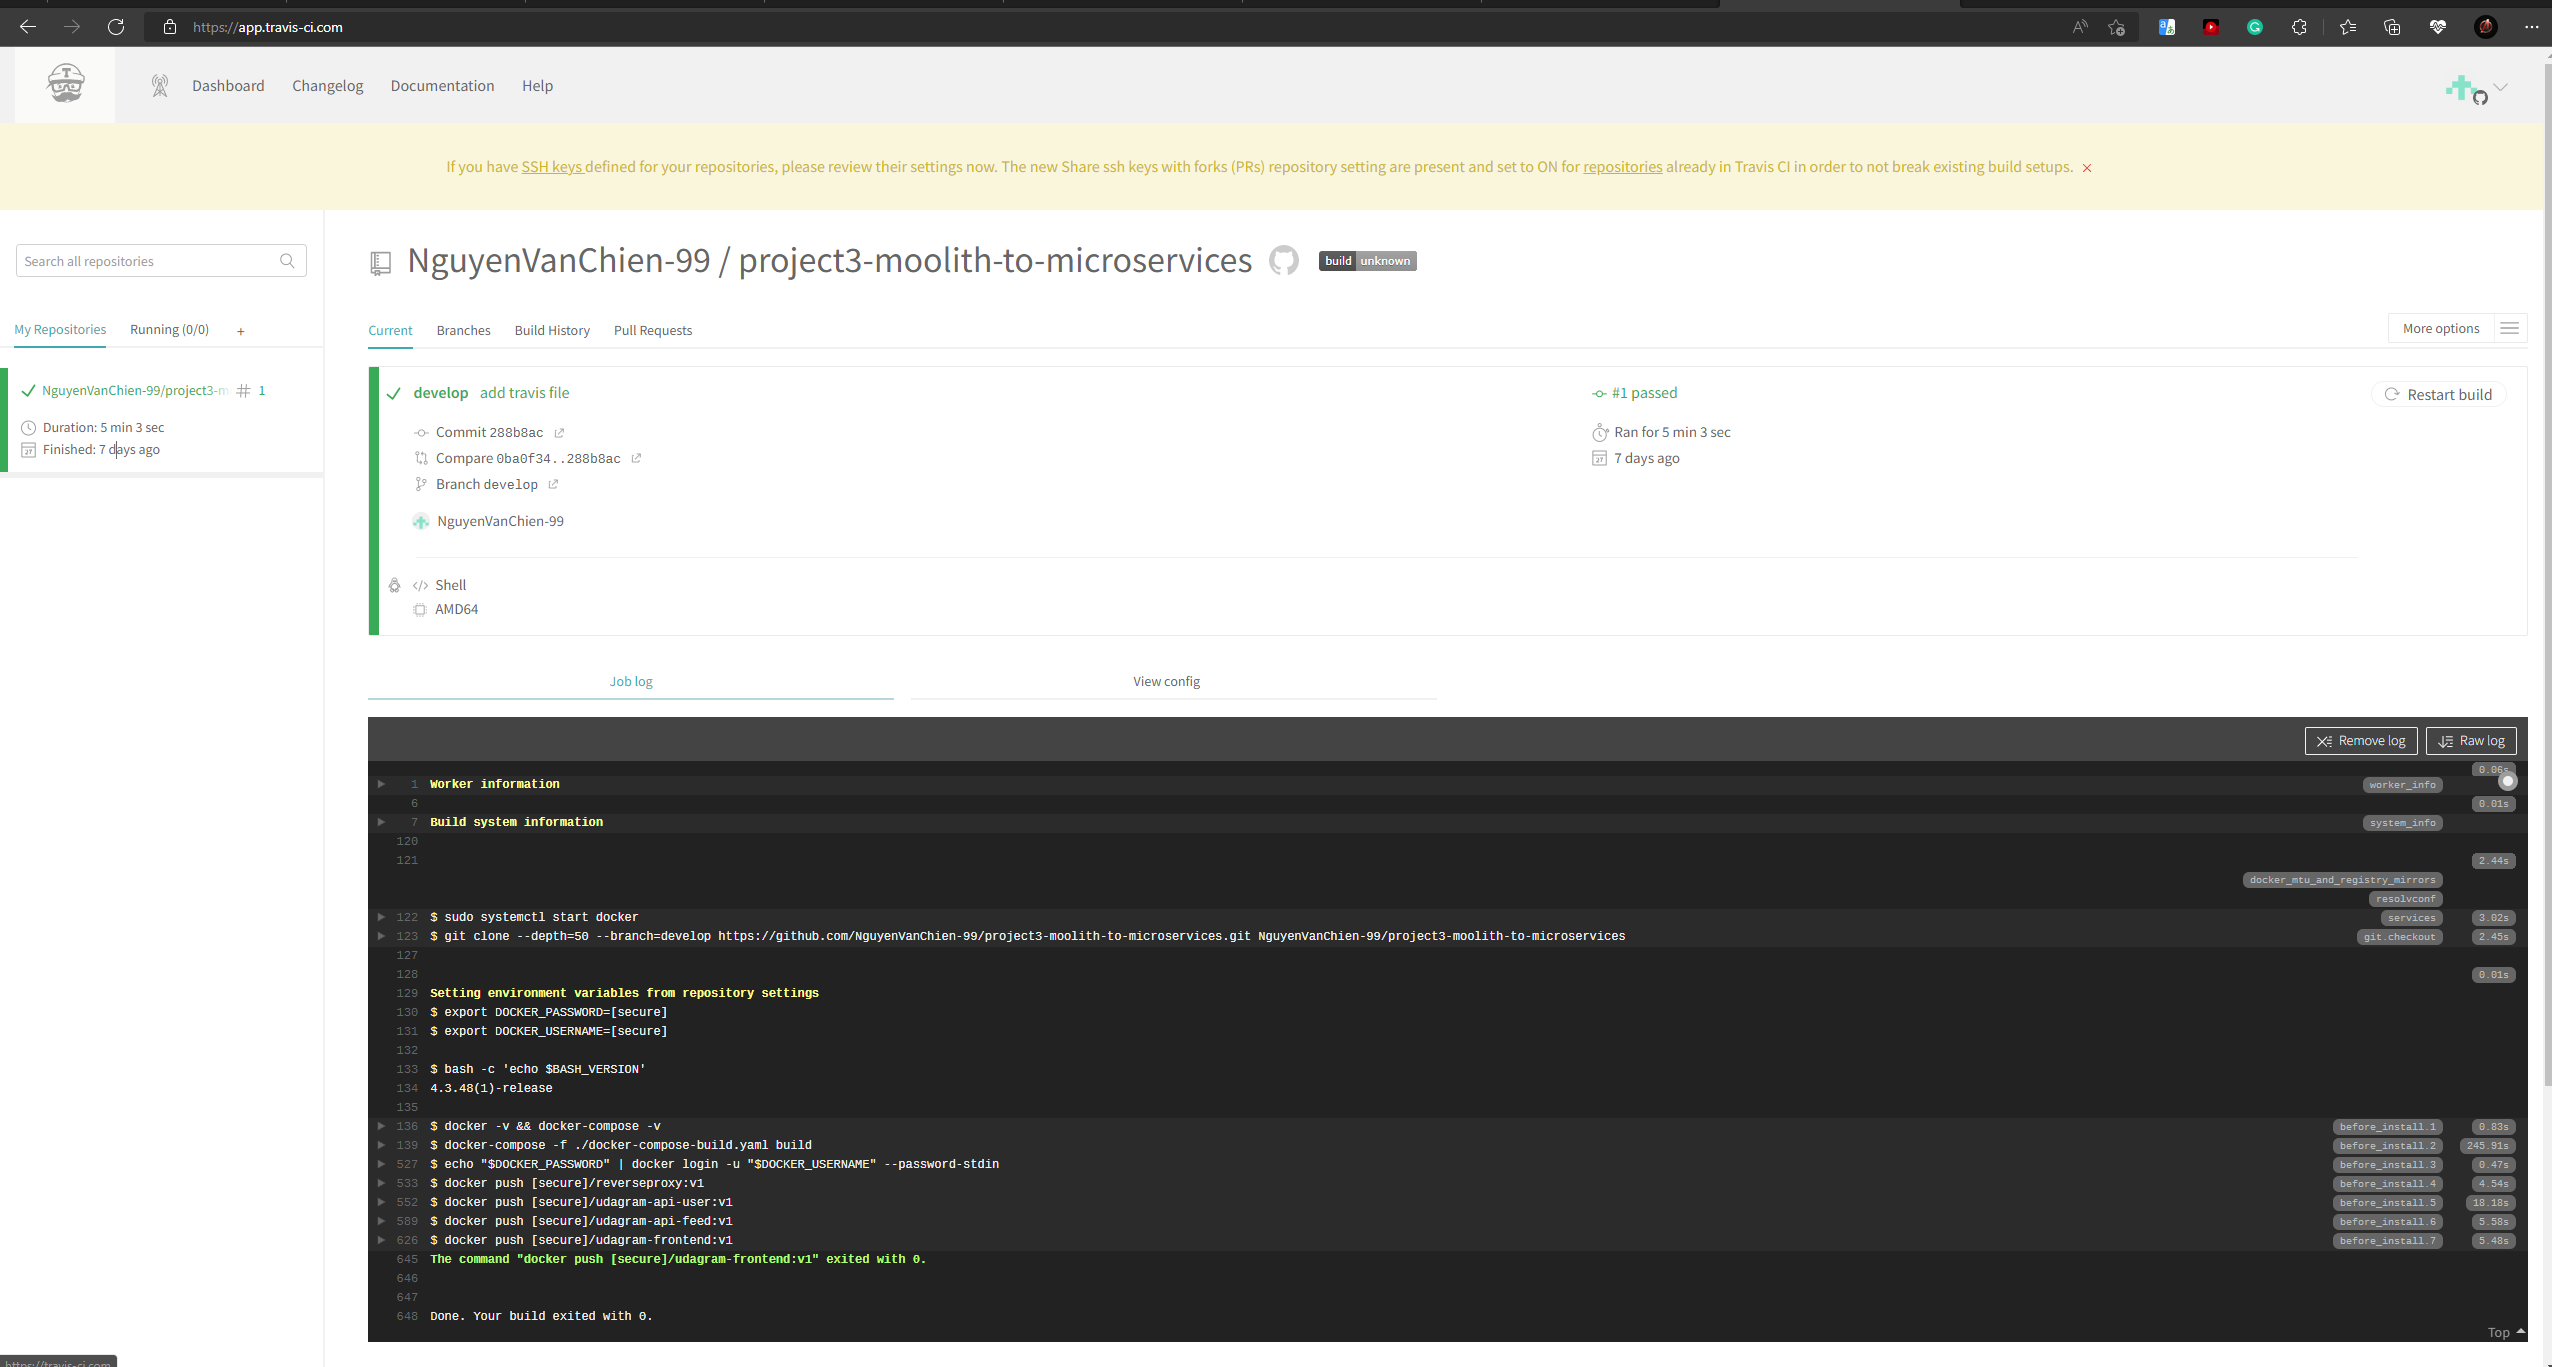 https://app.travis-ci.com
Dashboard Changelog Documentation Help
If you have SSH keys defined for your repositories, please review their settings now. The new Share ssh keys with forks (PRs) repository setting are present and set to ON for repositories already in Travis CI in order to not break existing build setups. ×
Search all repositories
NguyenVanChien-99 / project3-moolith-to-microservices build unknown
My Repositories Running (0/0) +
Current Branches Build History Pull Requests More options
NguyenVanChien-99/project3-m # 1
Duration: 5 min 3 sec
Finished: 7 days ago
develop add travis file #1 passed Restart build
Commit 288b8ac Ran for 5 min 3 sec
Compare 0ba0f34..288b8ac 7 days ago
Branch develop
NguyenVanChien-99
Shell
AMD64
Job log View config
Remove log Raw log
0.06s
1 Worker information worker_info
6 0.01s
7 Build system information system_info
120
121 2.44s
docker_mtu_and_registry_mirrors
resolvconf
122 $ sudo systemctl start docker services 3.02s
123 $ git clone --depth=50 --branch=develop https://github.com/NguyenVanChien-99/project3-moolith-to-microservices.git NguyenVanChien-99/project3-moolith-to-microservices git.checkout 2.45s
127
128 0.01s
129 Setting environment variables from repository settings
130 $ export DOCKER_PASSWORD=[secure]
131 $ export DOCKER_USERNAME=[secure]
132
133 $ bash -c 'echo $BASH_VERSION'
134 4.3.48(1)-release
135
136 $ docker -v && docker-compose -v before_install.1 0.83s
139 $ docker-compose -f ./docker-compose-build.yaml build before_install.2 245.91s
527 $ echo "$DOCKER_PASSWORD" | docker login -u "$DOCKER_USERNAME" --password-stdin before_install.3 0.47s
533 $ docker push [secure]/reverseproxy:v1 before_install.4 4.54s
552 $ docker push [secure]/udagram-api-user:v1 before_install.5 18.18s
589 $ docker push [secure]/udagram-api-feed:v1 before_install.6 5.58s
626 $ docker push [secure]/udagram-frontend:v1 before_install.7 5.48s
645 The command "docker push [secure]/udagram-frontend:v1" exited with 0.
646
647
648 Done. Your build exited with 0.
Top
https://travis-ci.com